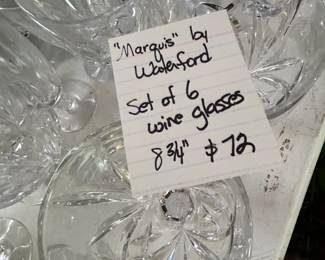 "Marquis" by
Waterford
Set of 6
wine glasses
8 3/4" $72